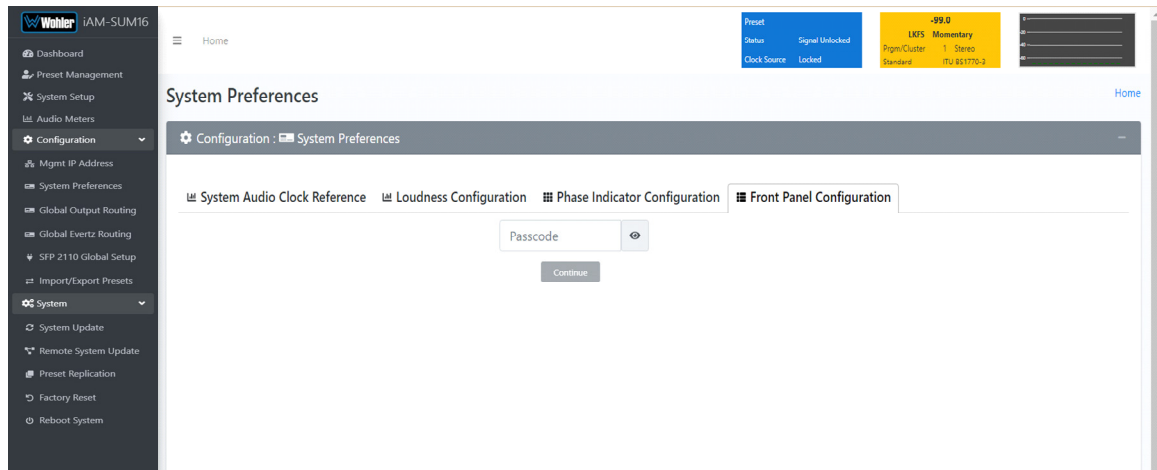 Wohler iAM-SUM16
Dashboard
Preset Management
System Setup
Audio Meters
Configuration
Mgmt IP Address
System Preferences
Global Output Routing
Global Evertz Routing
SFP 2110 Global Setup
Import/Export Presets
System
System Update
Remote System Update
Preset Replication
Factory Reset
Reboot System
Home
Preset
Status Signal Unlocked
Clock Source Locked
-99.0
LKFS Momentary
Prgm/Cluster 1 Stereo
Standard ITU BS1770-3
System Preferences
Home
Configuration : System Preferences
System Audio Clock Reference Loudness Configuration Phase Indicator Configuration Front Panel Configuration
Passcode
Continue